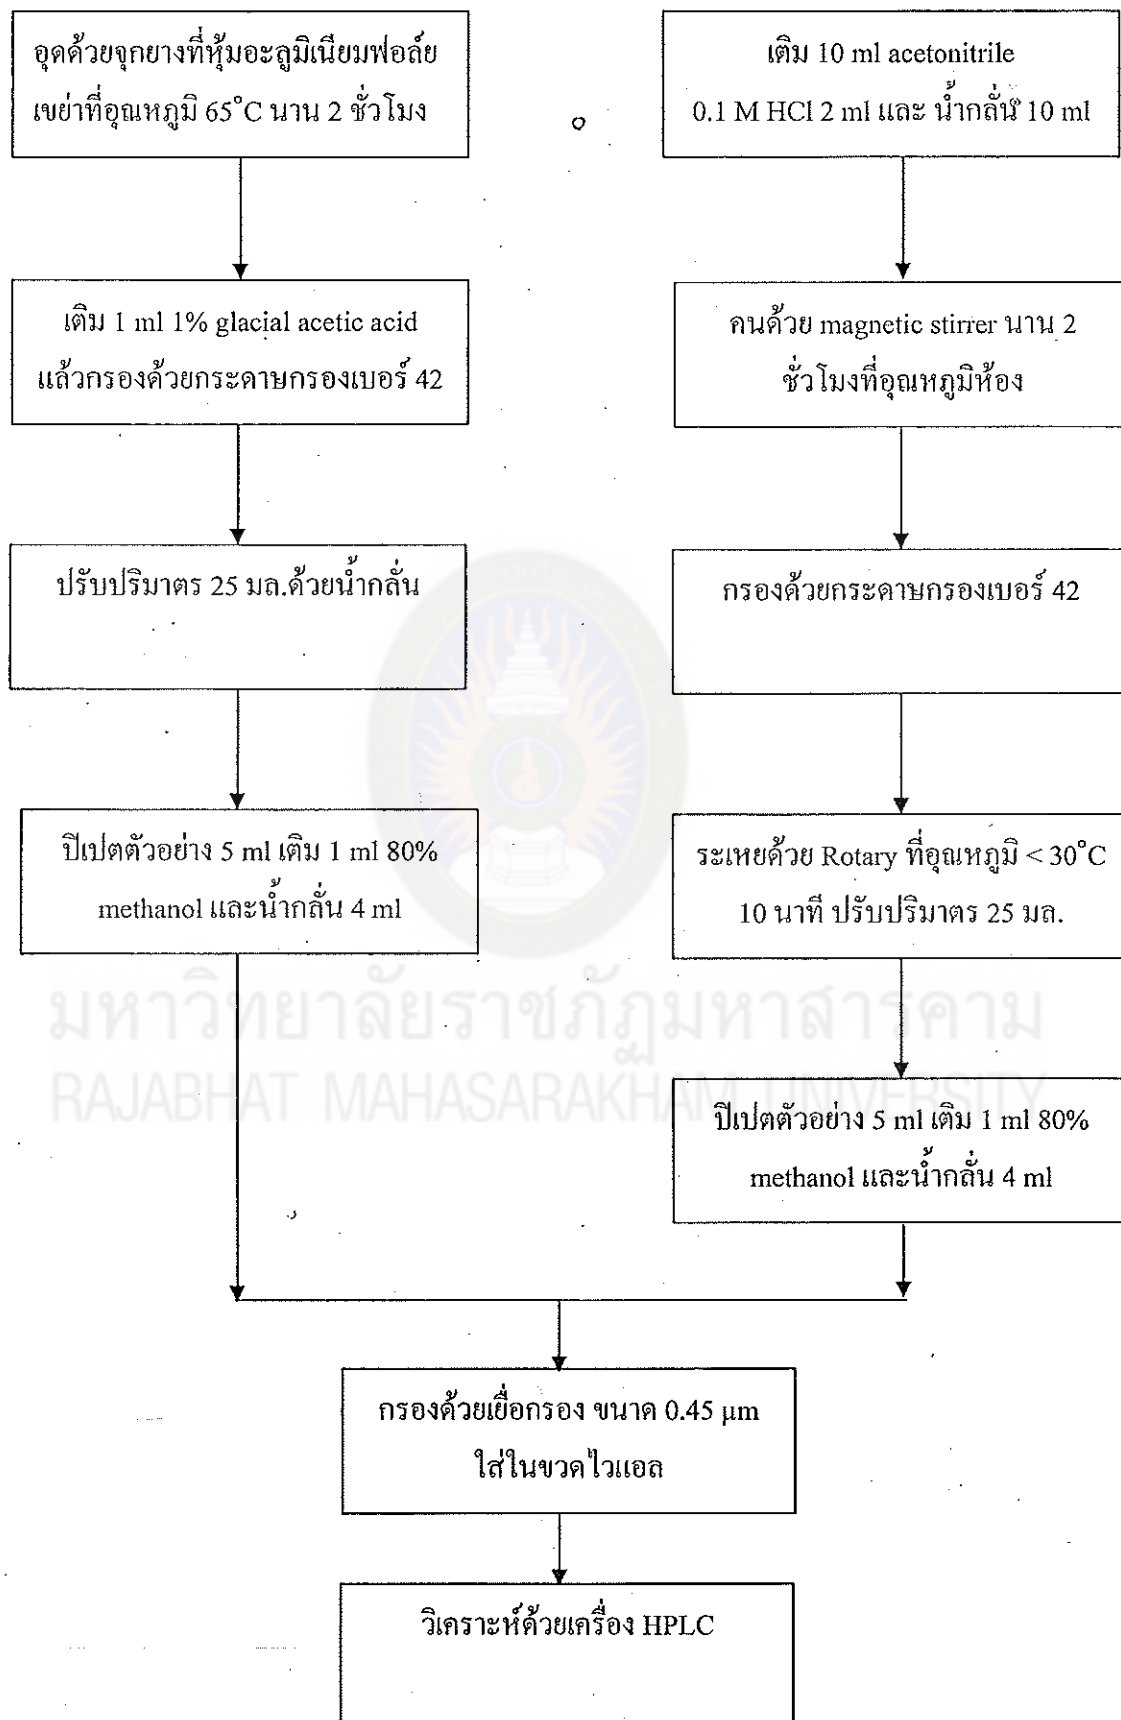 อุดด้วยจุกยางที่หุ้มอะลูมิเนียมฟอล์ย
เขย่าที่อุณหภูมิ 65°C นาน 2 ชั่วโมง
เติม 1 ml 1% glacial acetic acid
แล้วกรองด้วยกระดาษกรองเบอร์ 42
ปรับปริมาตร 25 มล.ด้วยน้ำกลั่น
ปิเปตตัวอย่าง 5 ml เติม 1 ml 80%
methanol และน้ำกลั่น 4 ml
เติม 10 ml acetonitrile
0.1 M HCl 2 ml และ น้ำกลั่น 10 ml
คนด้วย magnetic stirrer นาน 2
ชั่วโมงที่อุณหภูมิห้อง
กรองด้วยกระดาษกรองเบอร์ 42
ระเหยด้วย Rotary ที่อุณหภูมิ < 30°C
10 นาที ปรับปริมาตร 25 มล.
ปิเปตตัวอย่าง 5 ml เติม 1 ml 80%
methanol และน้ำกลั่น 4 ml
กรองด้วยเยื่อกรอง ขนาด 0.45 µm
ใส่ในขวดไวแอล
วิเคราะห์ด้วยเครื่อง HPLC
มหาวิทยาลัยราชภัฏมหาสารคาม
RAJABHAT MAHASARAKHAM UNIVERSITY